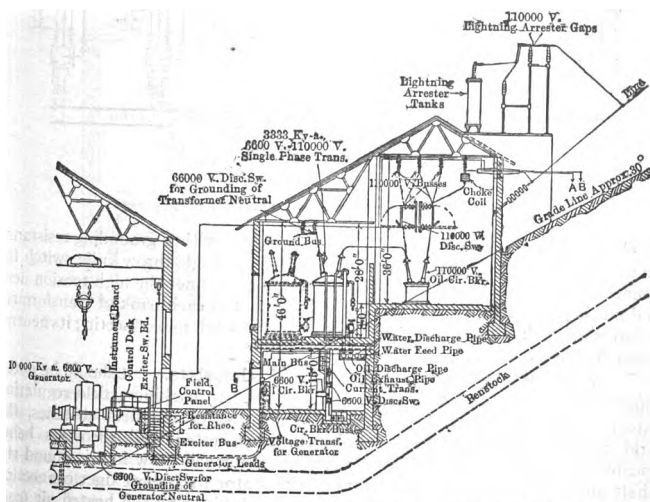 110000 V.
Lightning Arrester Gaps
Lightning
Arrester
Tanks
3333 Kv-a.
6600 V.-110000 V.
Single Phase Trans.
66000 V. Disc. Sw.
for Grounding of
Transformer Neutral
110000 V. Busses
Choke
Coil
A B
Grade Line Approx. 30°
Ground Bus
110000 V.
Disc. Sw.
110000 V.
Oil Cir. Bkr.
28'0"
36'0"
46'0"
Instrument Board
Control Desk
Exciter Sw. Bd.
10000 Kv-a. 6600 V.
Generator
Field
Control
Panel
Resistance
for Rheo.
Exciter Bus
Generator Leads
Main Bus
6600 V.
Oil Cir. Bkr.
Water Discharge Pipe
Water Feed Pipe
Oil Discharge Pipe
Oil Exhaust Pipe
Current Trans.
6600 V. Disc. Sw.
Cir. Bkr. Busses
Voltage Transf.
for Generator
Penstock
6600 V. Disc. Sw. for
Grounding of
Generator Neutral